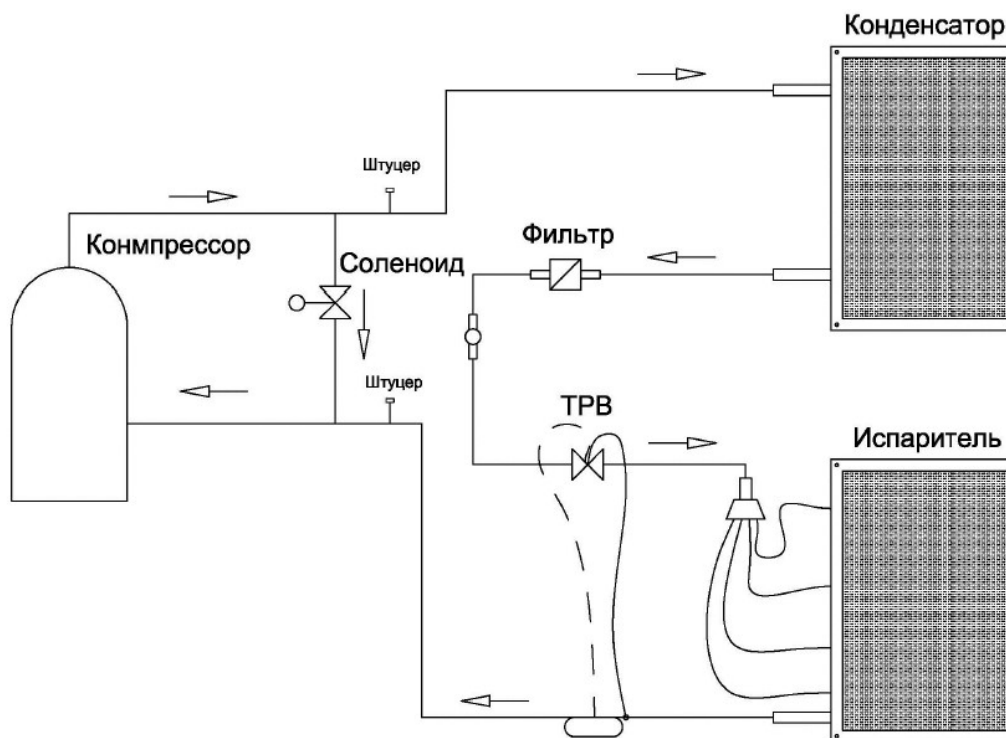 Конденсатор
Штуцер
Конмпрессор
Соленоид
Фильтр
Штуцер
ТРВ
Испаритель